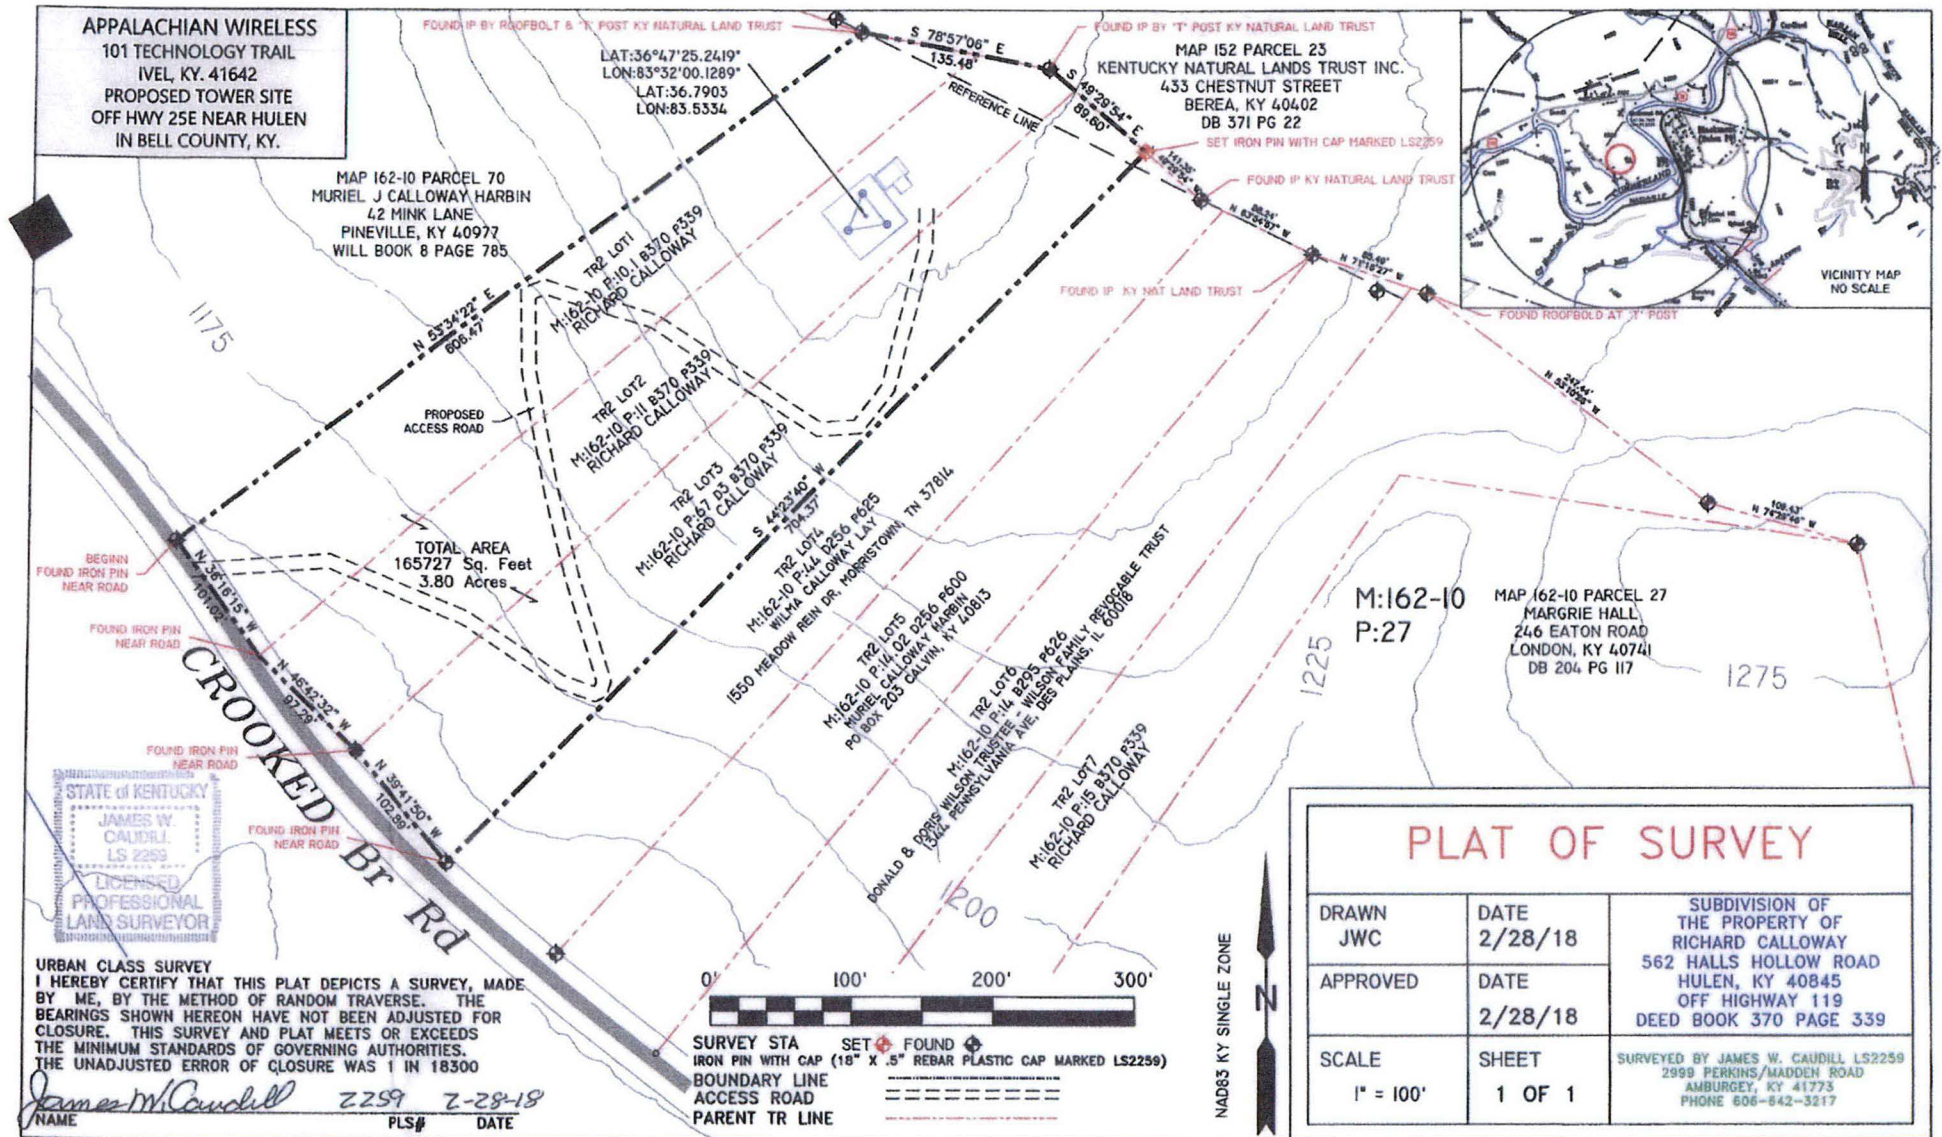 APPALACHIAN WIRELESS
101 TECHNOLOGY TRAIL
IVEL, KY. 41642
PROPOSED TOWER SITE
OFF HWY 25E NEAR HULEN
IN BELL COUNTY, KY.
FOUND IP BY ROOFBOLT & 'T' POST KY NATURAL LAND TRUST
LAT:36°47'25.2419"
LON:83°32'00.1289"
LAT:36.7903
LON:83.5334
S 78°57'06" E
135.48'
REFERENCE LINE
S 49°29'54" E
89.60'
FOUND IP BY 'T' POST KY NATURAL LAND TRUST
MAP 152 PARCEL 23
KENTUCKY NATURAL LANDS TRUST INC.
433 CHESTNUT STREET
BEREA, KY 40402
DB 371 PG 22
SET IRON PIN WITH CAP MARKED LS2259
FOUND IP KY NATURAL LAND TRUST
FOUND IP KY NAT LAND TRUST
FOUND ROOFBOLD AT 'T' POST
VICINITY MAP
NO SCALE
MAP 162-10 PARCEL 70
MURIEL J CALLOWAY HARBIN
42 MINK LANE
PINEVILLE, KY 40977
WILL BOOK 8 PAGE 785
1175
N 53°34'22" E
606.47'
TR2 LOT1
M:162-10 P:10.1 B370 P339
RICHARD CALLOWAY
PROPOSED
ACCESS ROAD
TR2 LOT2
M:162-10 P:11 B370 P339
RICHARD CALLOWAY
TR2 LOT3
M:162-10 P:67 D3 B370 P339
RICHARD CALLOWAY
S 44°23'40" W
704.37'
TR2 LOT4
M:162-10 P:44 D256 P625
WILMA CALLOWAY LAY
1550 MEADOW REIN DR, MORRISTOWN, TN 37814
TR2 LOT5
M:162-10 P:14.02 D256 P600
MURIEL CALLOWAY HARBIN
PO BOX 203 CALVIN, KY 40813
TR2 LOT6
M:162-10 P:14 B295 P626
DONALD & DORIS WILSON TRUSTEE - WILSON FAMILY REVOCABLE TRUST
1344 PENNSYLVANIA AVE, DES PLAINS, IL 60018
TR2 LOT7
M:162-10 P:15 B370 P339
RICHARD CALLOWAY
TOTAL AREA
165727 Sq. Feet
3.80 Acres
BEGINN
FOUND IRON PIN
NEAR ROAD
N 36°16'15" W
101.02'
FOUND IRON PIN
NEAR ROAD
N 46°42'32" W
97.29'
FOUND IRON PIN
NEAR ROAD
N 39°41'50" W
102.89'
FOUND IRON PIN
NEAR ROAD
CROOKED Br Rd
M:162-10
P:27
MAP 162-10 PARCEL 27
MARGRIE HALL
246 EATON ROAD
LONDON, KY 40741
DB 204 PG 117
1225
1275
1200
STATE of KENTUCKY
JAMES W.
CAUDILL
LS 2259
LICENSED
PROFESSIONAL
LAND SURVEYOR
URBAN CLASS SURVEY
I HEREBY CERTIFY THAT THIS PLAT DEPICTS A SURVEY, MADE
BY ME, BY THE METHOD OF RANDOM TRAVERSE. THE
BEARINGS SHOWN HEREON HAVE NOT BEEN ADJUSTED FOR
CLOSURE. THIS SURVEY AND PLAT MEETS OR EXCEEDS
THE MINIMUM STANDARDS OF GOVERNING AUTHORITIES.
THE UNADJUSTED ERROR OF CLOSURE WAS 1 IN 18300
James W. Caudill 2259 2-28-18
NAME PLS# DATE
0' 100' 200' 300'
SURVEY STA SET FOUND
IRON PIN WITH CAP (18" X .5" REBAR PLASTIC CAP MARKED LS2259)
BOUNDARY LINE
ACCESS ROAD
PARENT TR LINE
NAD83 KY SINGLE ZONE
N
PLAT OF SURVEY
DRAWN
JWC
DATE
2/28/18
APPROVED
DATE
2/28/18
SCALE
1" = 100'
SHEET
1 OF 1
SUBDIVISION OF
THE PROPERTY OF
RICHARD CALLOWAY
562 HALLS HOLLOW ROAD
HULEN, KY 40845
OFF HIGHWAY 119
DEED BOOK 370 PAGE 339
SURVEYED BY JAMES W. CAUDILL LS2259
2999 PERKINS/MADDEN ROAD
AMBURGEY, KY 41773
PHONE 606-642-3217